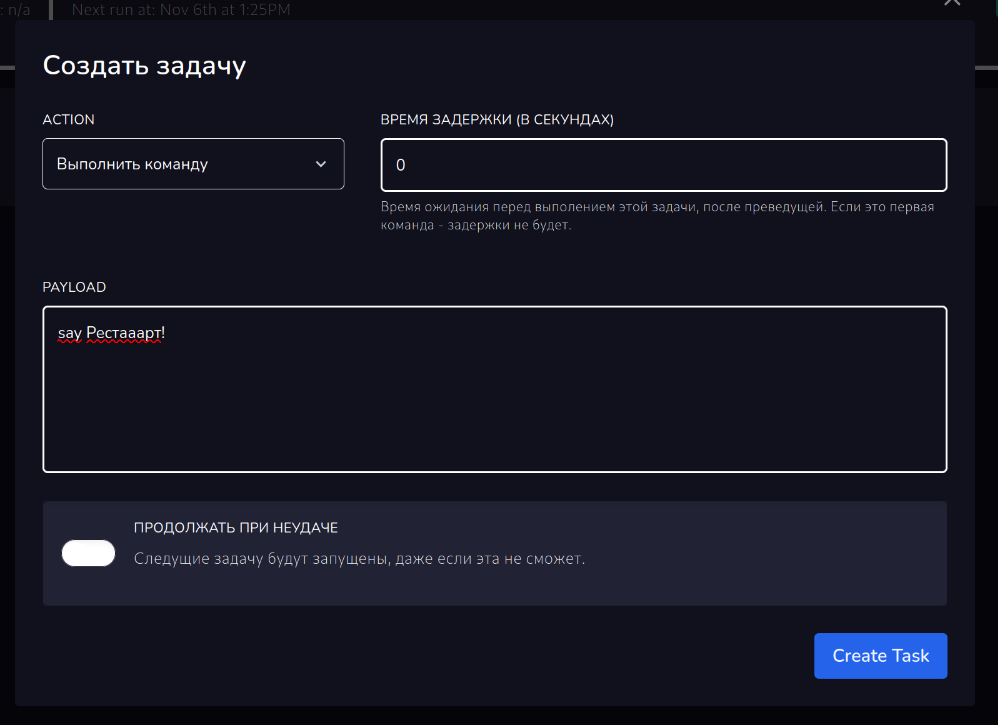 : n/a
Next run at: Nov 6th at 1:25PM
Создать задачу
ACTION
ВРЕМЯ ЗАДЕРЖКИ (В СЕКУНДАХ)
Выполнить команду
0
Время ожидания перед выполением этой задачи, после преведущей. Если это первая
команда - задержки не будет.
PAYLOAD
say Рестааарт!
ПРОДОЛЖАТЬ ПРИ НЕУДАЧЕ
Следущие задачу будут запущены, даже если эта не сможет.
Create Task